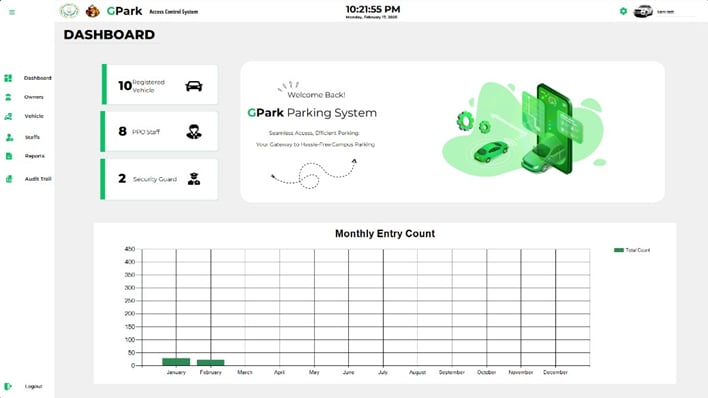 GPark Access Control System
10:21:55 PM
Monday, February 17, 2025
DASHBOARD
Dashboard
Owners
Vehicle
Staffs
Reports
Audit Trail
Logout
10 Registered
Vehicle
8 PPO Staff
2 Security Guard
Welcome Back!
GPark Parking System
Seamless Access, Efficient Parking:
Your Gateway to Hassle-Free Campus Parking
Monthly Entry Count
Total Count
450
400
350
300
250
200
150
100
50
0
January February March April May June July August September October November December